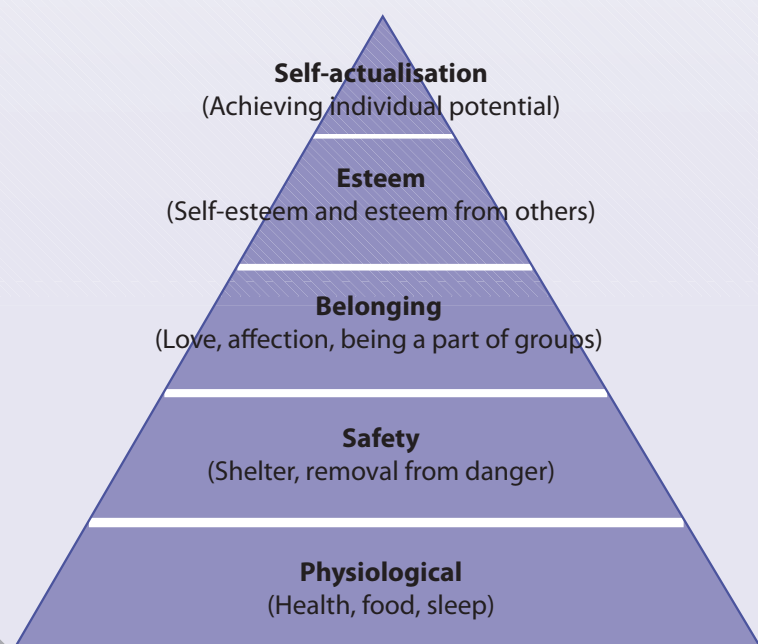 Self-actualisation
(Achieving individual potential)
Esteem
(Self-esteem and esteem from others)
Belonging
(Love, affection, being a part of groups)
Safety
(Shelter, removal from danger)
Physiological
(Health, food, sleep)